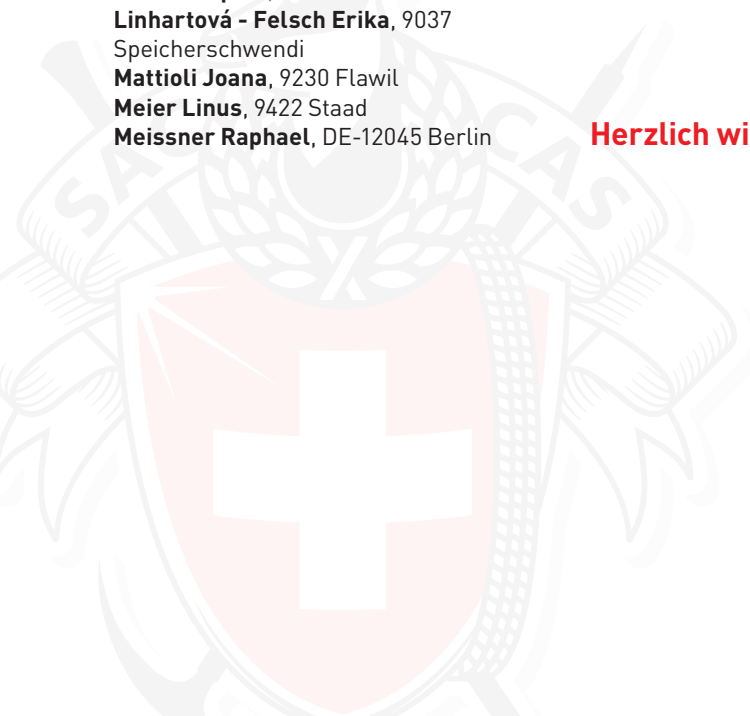 Linhartová - Felsch Erika, 9037
Speicherschwendi
Mattioli Joana, 9230 Flawil
Meier Linus, 9422 Staad
Meissner Raphael, DE-12045 Berlin
Herzlich wi
CAS